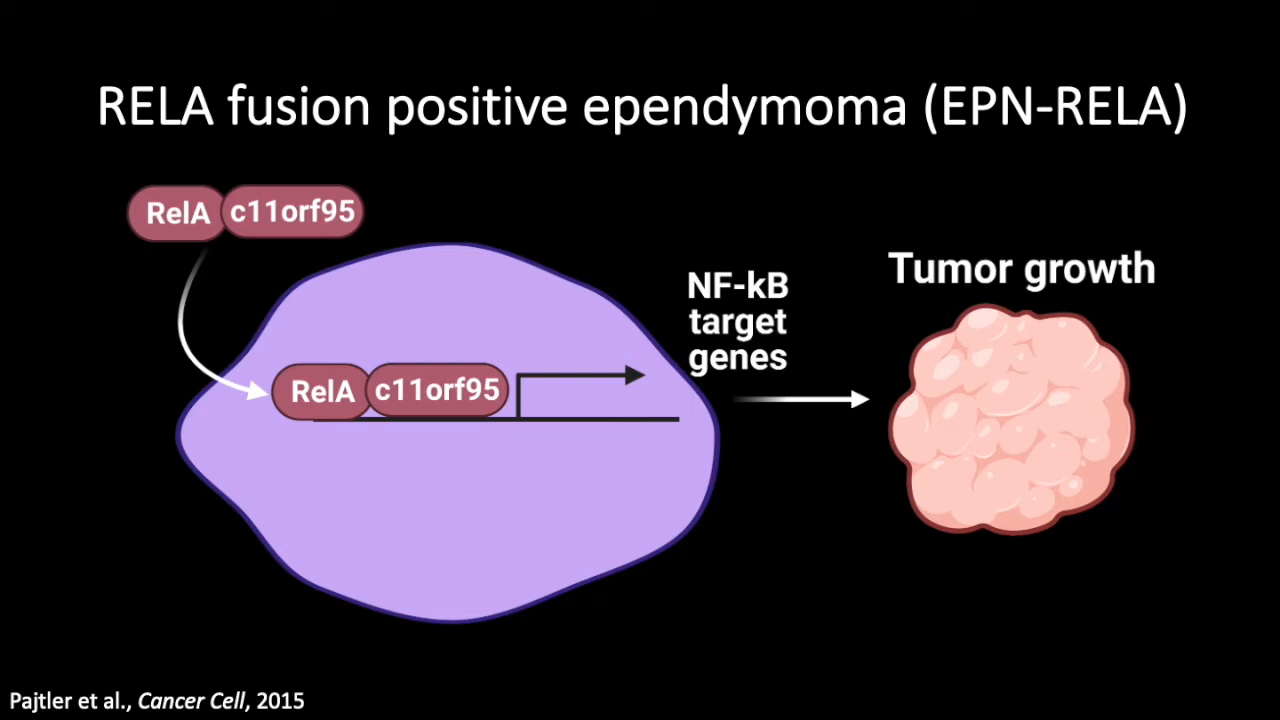 RELA fusion positive ependymoma (EPN-RELA)
RelA c11orf95
RelA c11orf95
NF-kB
target
genes
Tumor growth
Pajtler et al., Cancer Cell, 2015